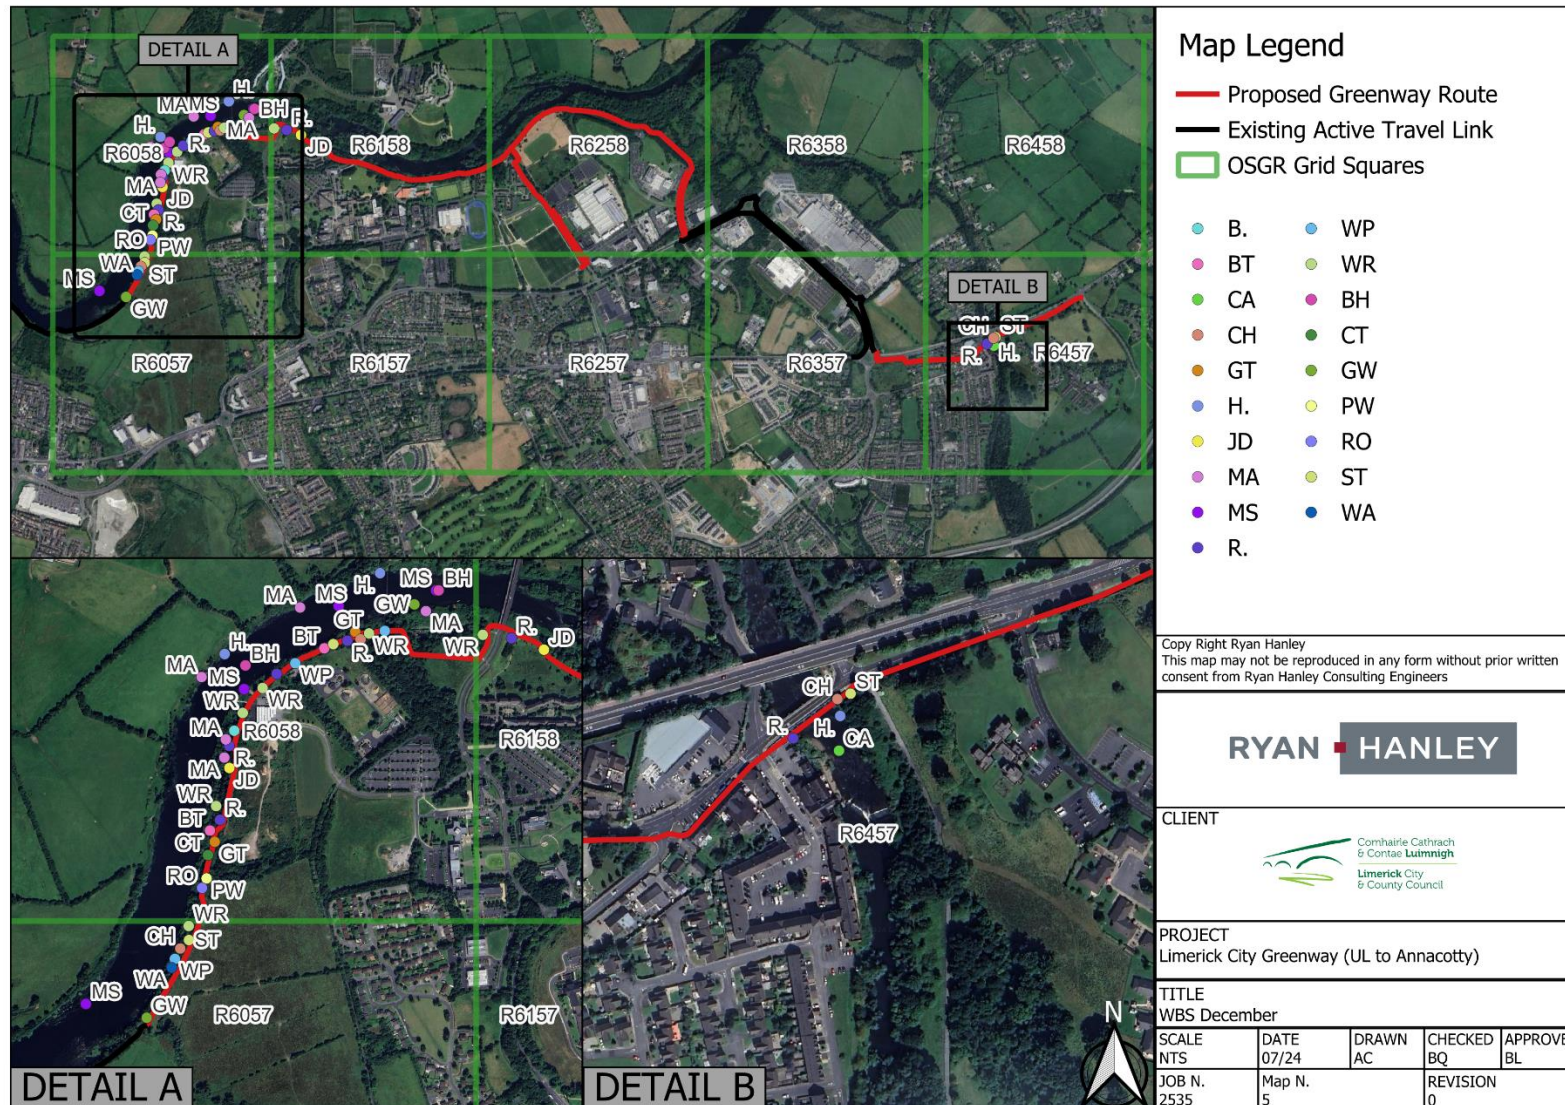 DETAIL A
MAMS
H.
BH
H.
R.
MA
R.
JD
R6058
R6158
R6258
R6358
R6458
WR
MA
JD
CT
R.
RO
PW
WA
ST
MS
GW
DETAIL B
CH
ST
R.
H.
R6057
R6157
R6257
R6357
R6457
H.
MS
BH
MA
MS
GW
MA
GT
BT
R.
WR
WR
R.
JD
H.
BH
MA
MS
WP
WR
WR
MA
R6058
R6158
R.
MA
JD
WR
R.
BT
CT
GT
RO
PW
WR
CH
ST
WA
WP
MS
GW
R6057
R6157
DETAIL A
CH
ST
R.
H.
CA
R6457
N
DETAIL B
Map Legend
Proposed Greenway Route
Existing Active Travel Link
OSGR Grid Squares
B.
BT
CA
CH
GT
H.
JD
MA
MS
R.
WP
WR
BH
CT
GW
PW
RO
ST
WA
Copy Right Ryan Hanley
This map may not be reproduced in any form without prior written
consent from Ryan Hanley Consulting Engineers
RYAN HANLEY
CLIENT
Comhairle Cathrach
& Contae Luimnigh
Limerick City
& County Council
PROJECT
Limerick City Greenway (UL to Annacotty)
TITLE
WBS December
SCALE
NTS
DATE
07/24
DRAWN
AC
CHECKED
BQ
APPROVE
BL
JOB N.
2535
Map N.
5
REVISION
0